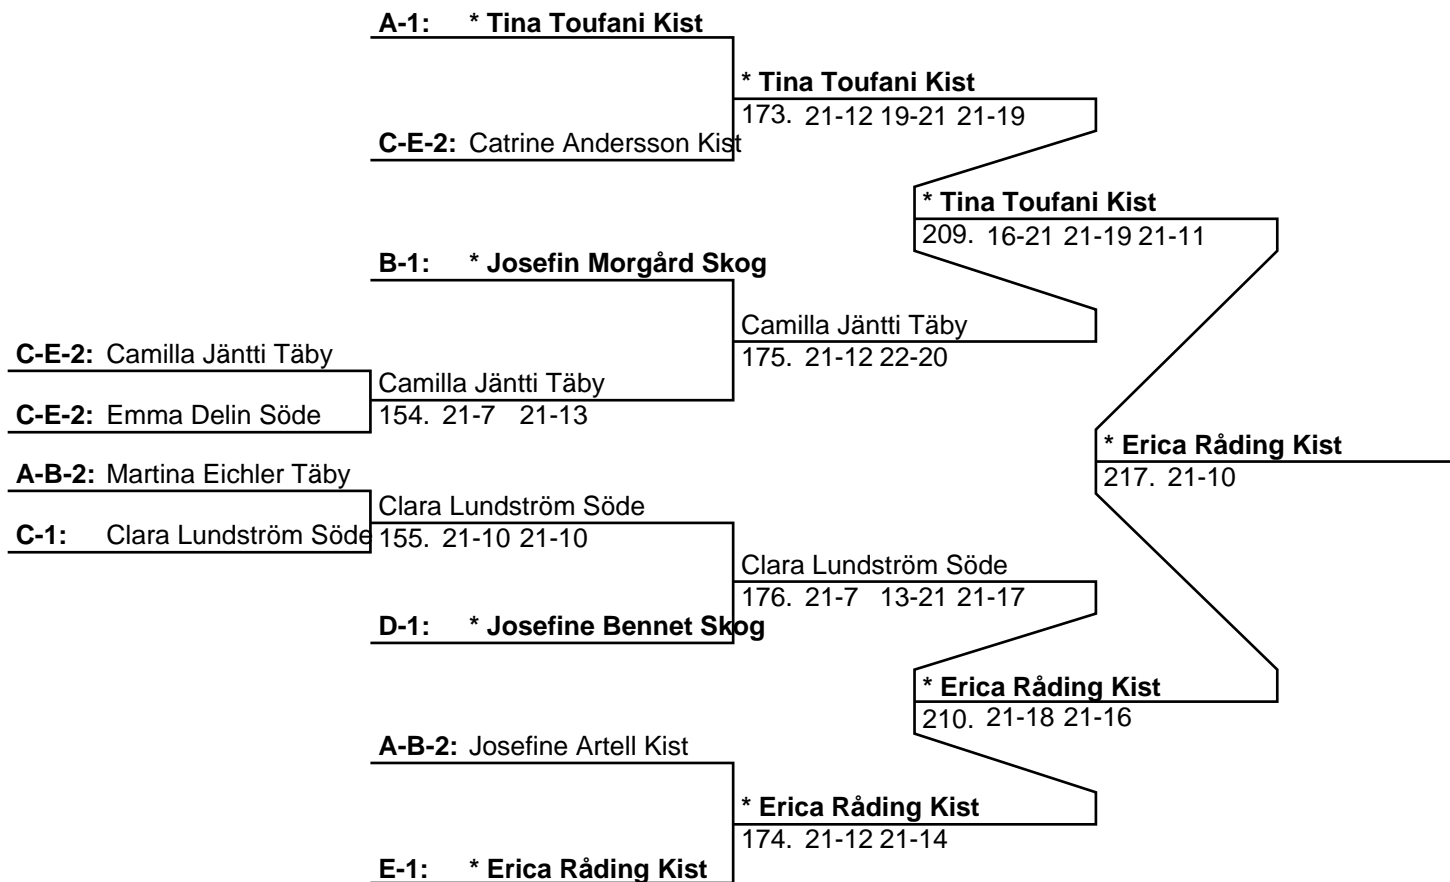 A-1: * Tina Toufani Kist
* Tina Toufani Kist
173. 21-12 19-21 21-19
C-E-2: Catrine Andersson Kist
* Tina Toufani Kist
209. 16-21 21-19 21-11
B-1: * Josefin Morgård Skog
Camilla Jäntti Täby
175. 21-12 22-20
C-E-2: Camilla Jäntti Täby
Camilla Jäntti Täby
154. 21-7 21-13
C-E-2: Emma Delin Söde
* Erica Råding Kist
217. 21-10
A-B-2: Martina Eichler Täby
Clara Lundström Söde
155. 21-10 21-10
C-1: Clara Lundström Söde
Clara Lundström Söde
176. 21-7 13-21 21-17
D-1: * Josefine Bennet Skog
* Erica Råding Kist
210. 21-18 21-16
A-B-2: Josefine Artell Kist
* Erica Råding Kist
174. 21-12 21-14
E-1: * Erica Råding Kist